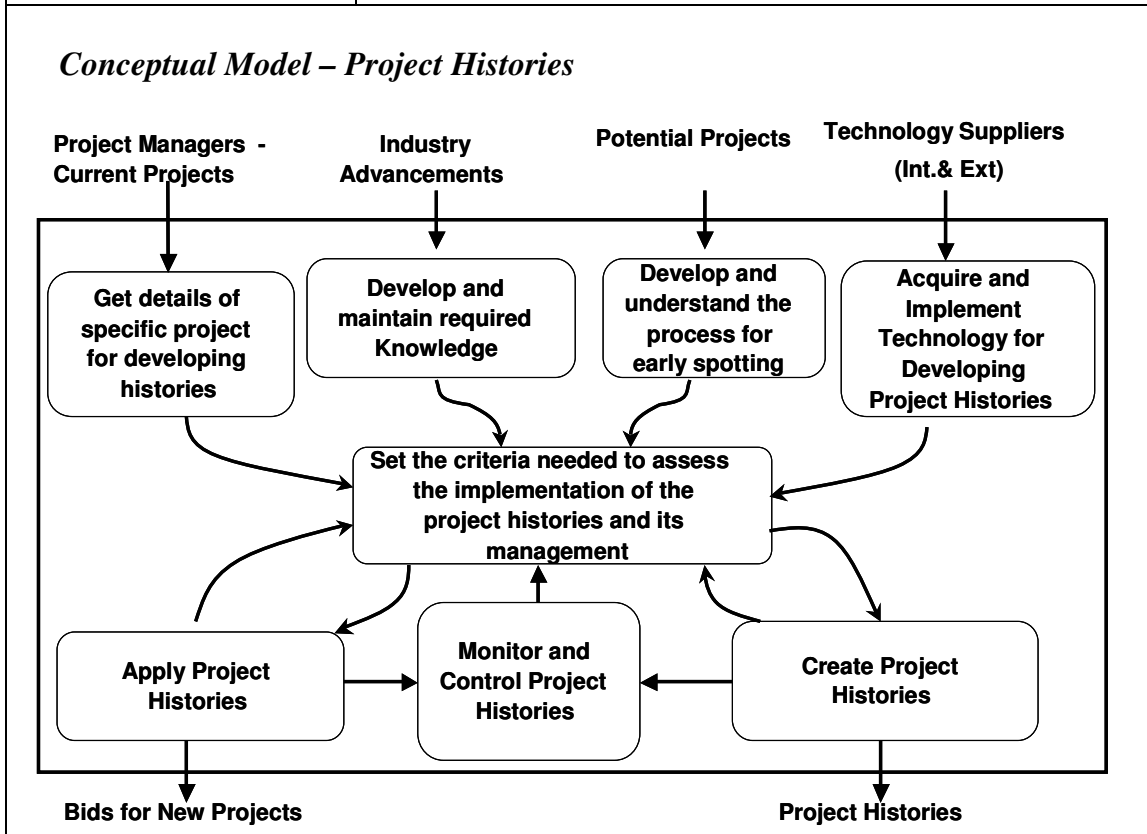 Conceptual Model – Project Histories
Project Managers -
Current Projects
Industry
Advancements
Potential Projects
Technology Suppliers
(Int.& Ext)
Get details of
specific project
for developing
histories
Develop and
maintain required
Knowledge
Develop and
understand the
process for
early spotting
Acquire and
Implement
Technology for
Developing
Project Histories
Set the criteria needed to assess
the implementation of the
project histories and its
management
Apply Project
Histories
Monitor and
Control Project
Histories
Create Project
Histories
Bids for New Projects
Project Histories